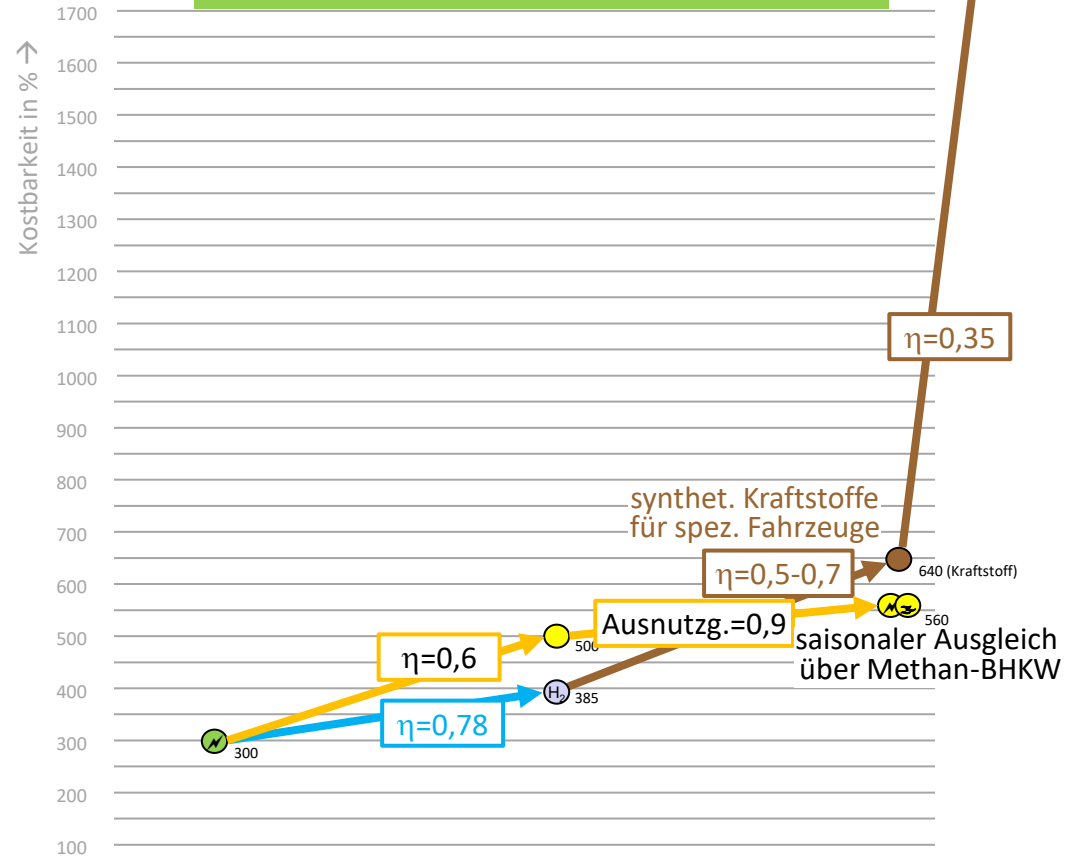 1700
Kostbarkeit in % →
1600
1500
1400
1300
1200
1100
η=0,35
1000
900
800
synthet. Kraftstoffe
für spez. Fahrzeuge
700
640 (Kraftstoff)
600
η=0,5-0,7
560
Ausnutzg.=0,9
500
500
saisonaler Ausgleich
über Methan-BHKW
η=0,6
400
H₂
385
η=0,78
300
300
200
100